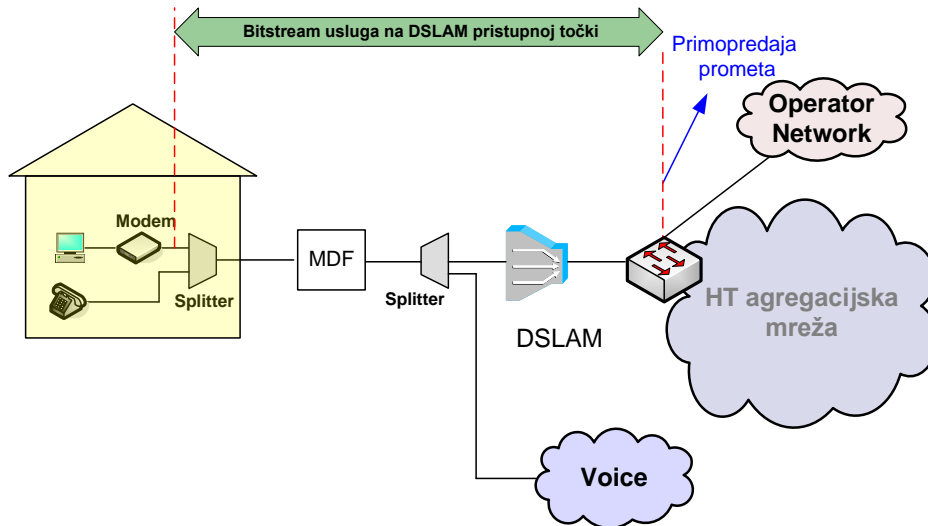 Bitstream usluga na DSLAM pristupnoj točki
Primopredaja
prometa
Operator
Network
Modem
Splitter
MDF
Splitter
DSLAM
HT agregacijska
mreža
Voice